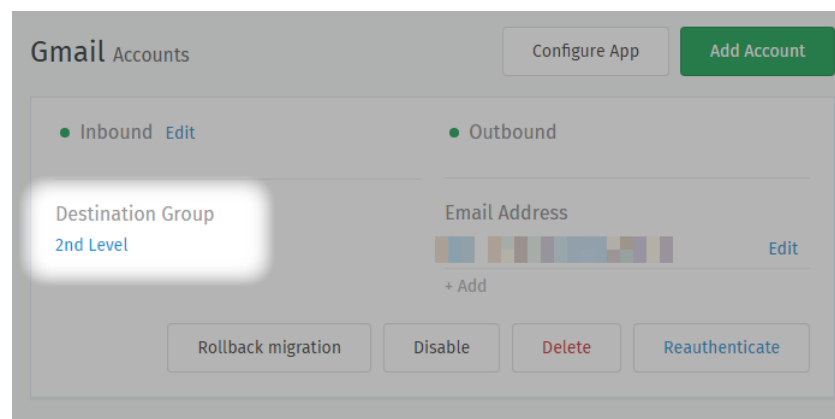 Gmail Accounts
Configure App
Add Account
Inbound Edit
Outbound
Destination Group
2nd Level
Email Address
Edit
+ Add
Rollback migration
Disable
Delete
Reauthenticate